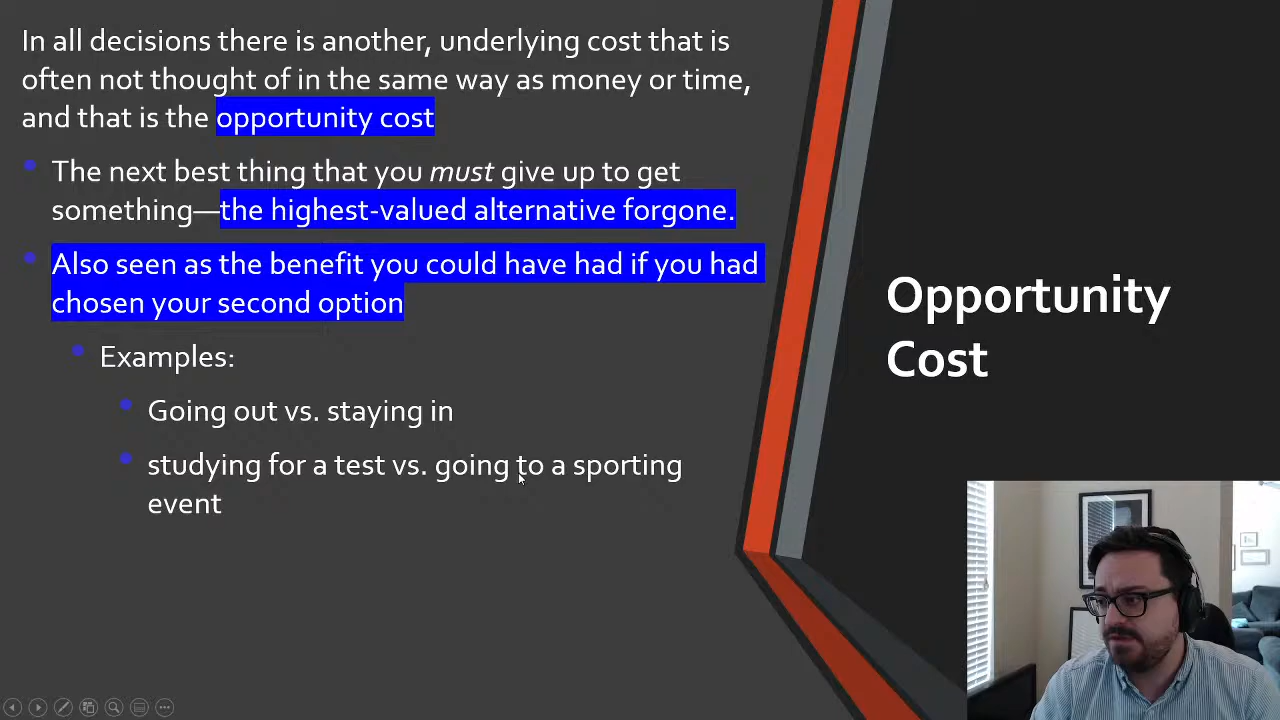 In all decisions there is another, underlying cost that is
often not thought of in the same way as money or time,
and that is the opportunity cost
The next best thing that you must give up to get
something—the highest-valued alternative forgone.
Also seen as the benefit you could have had if you had
chosen your second option
Examples:
Going out vs. staying in
studying for a test vs. going to a sporting
event
Opportunity
Cost